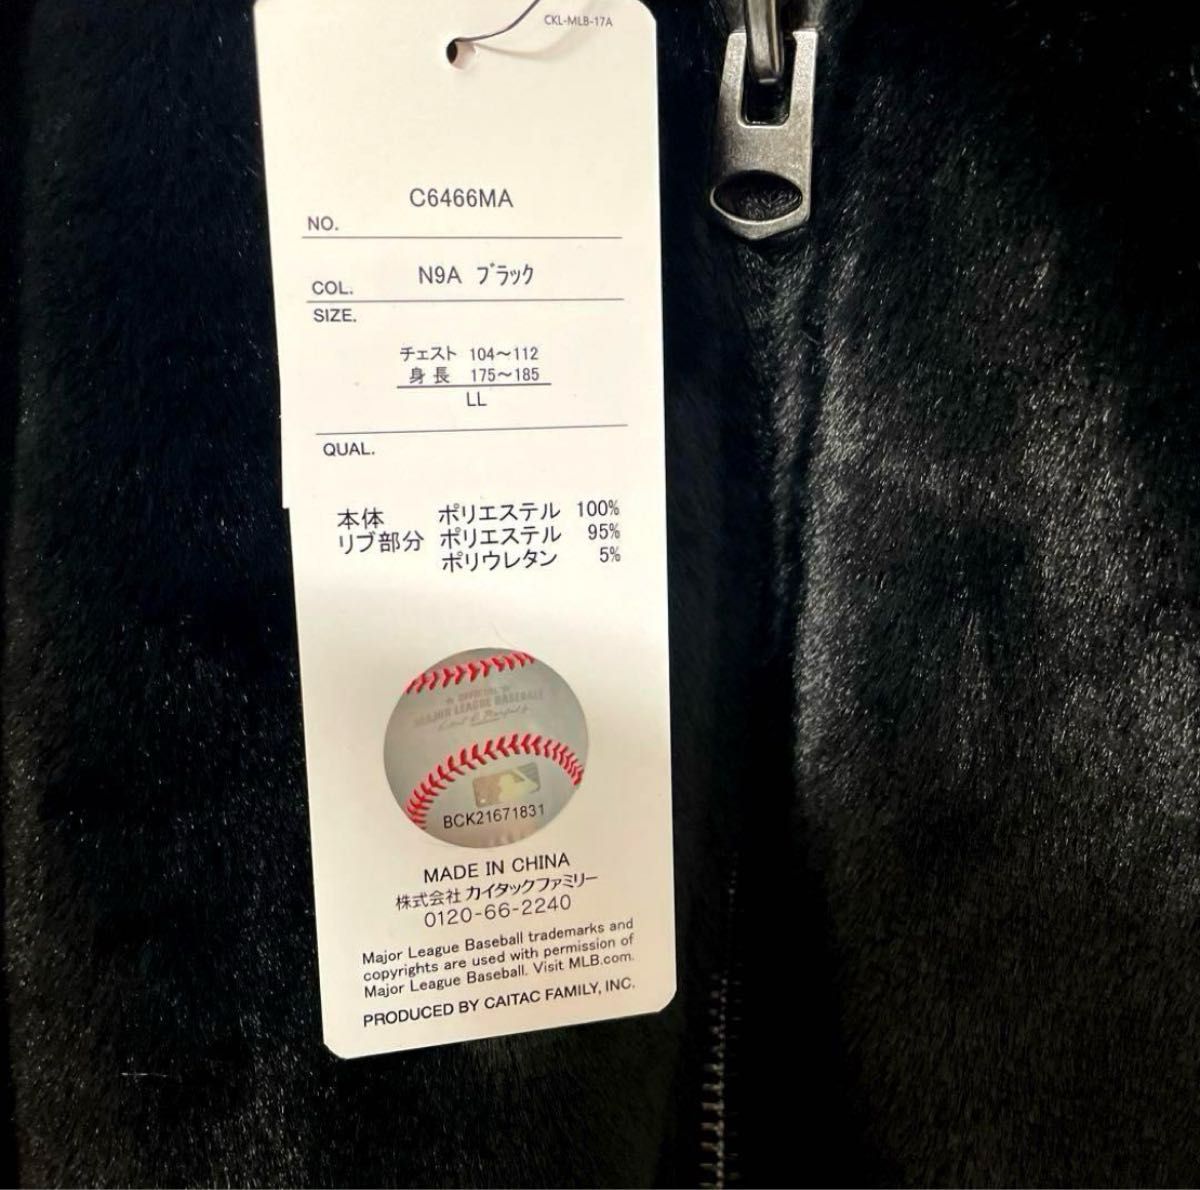 CKL-MLB-17A
C6466MA
NO.
N9A ブラック
COL.
SIZE.
チェスト 104～112
身長 175～185
LL
QUAL.
本体 ポリエステル 100%
リブ部分 ポリエステル 95%
ポリウレタン 5%
OFFICIAL
MAJOR LEAGUE BASEBALL
BCK21671831
MADE IN CHINA
株式会社 カイタックファミリー
0120-66-2240
Major League Baseball trademarks and
copyrights are used with permission of
Major League Baseball. Visit MLB.com.
PRODUCED BY CAITAC FAMILY, INC.